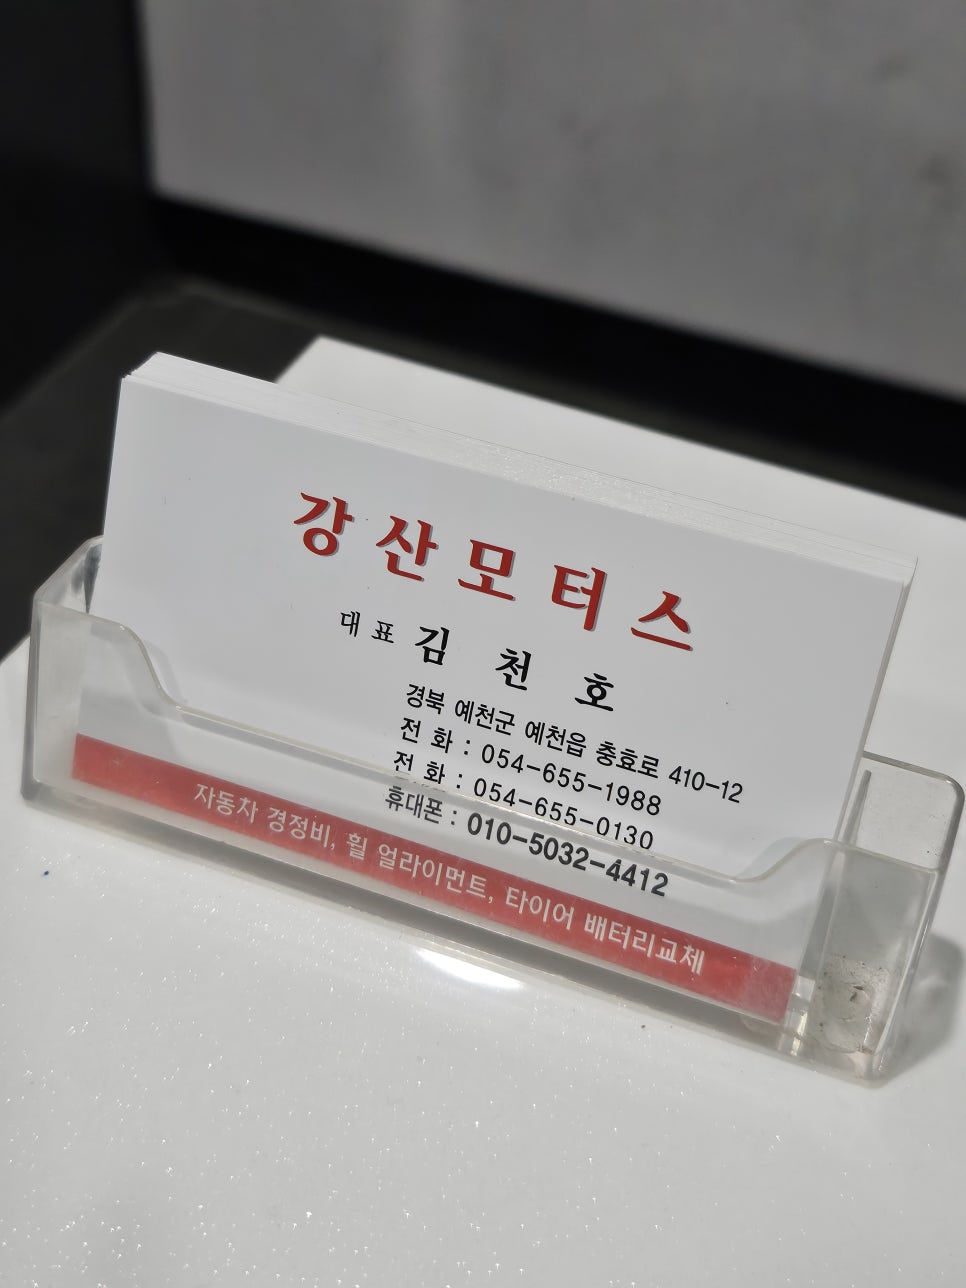 강산모터스
대표 김천호
경북 예천군 예천읍 충효로 410-12
전 화 : 054-655-1988
전 화 : 054-655-0130
휴대폰 : 010-5032-4412
자동차 경정비, 휠 얼라이먼트, 타이어 배터리교체